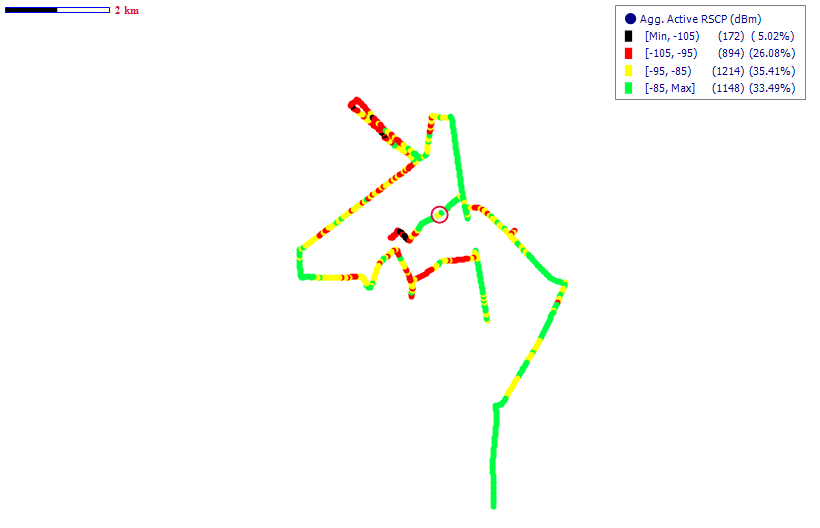 2 km
Agg. Active RSCP (dBm)
[Min, -105) (172) ( 5.02%)
[-105, -95) (894) (26.08%)
[-95, -85) (1214) (35.41%)
[-85, Max] (1148) (33.49%)